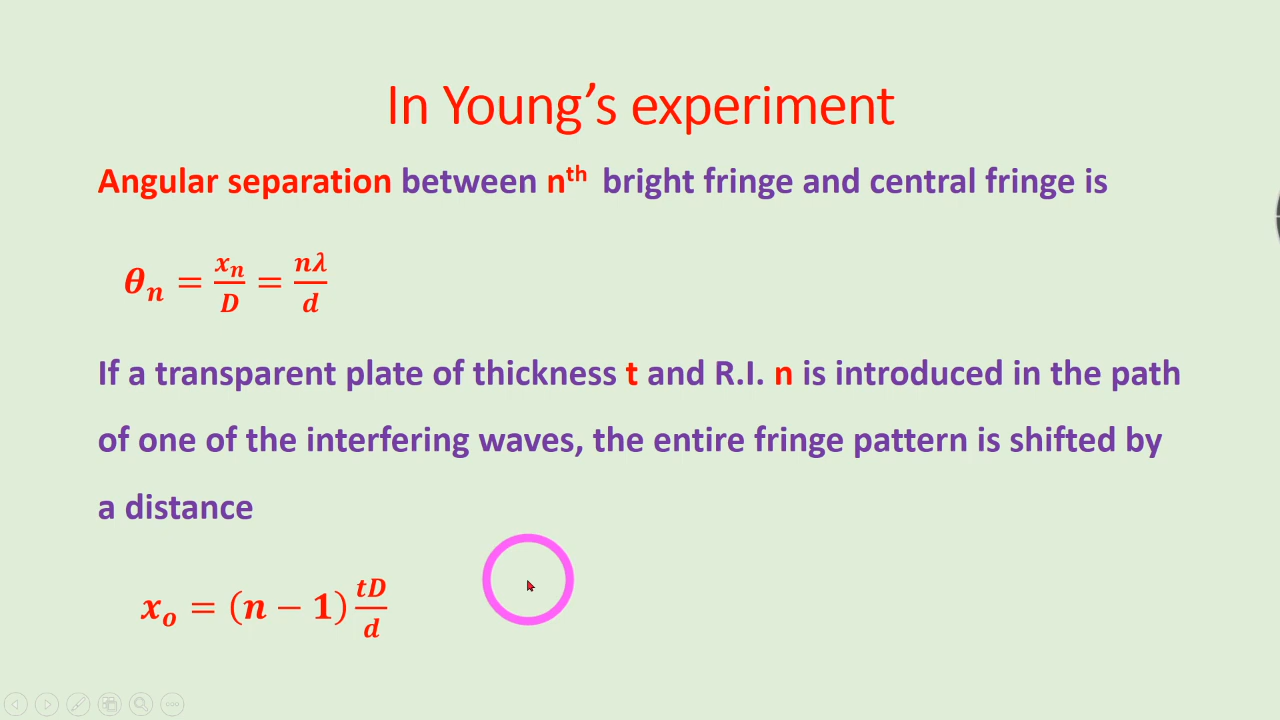 In Young’s experiment
Angular separation between nᵗʰ bright fringe and central fringe is
θₙ = xₙ/D = nλ/d
If a transparent plate of thickness t and R.I. n is introduced in the path
of one of the interfering waves, the entire fringe pattern is shifted by
a distance
xₒ = (n − 1) tD/d